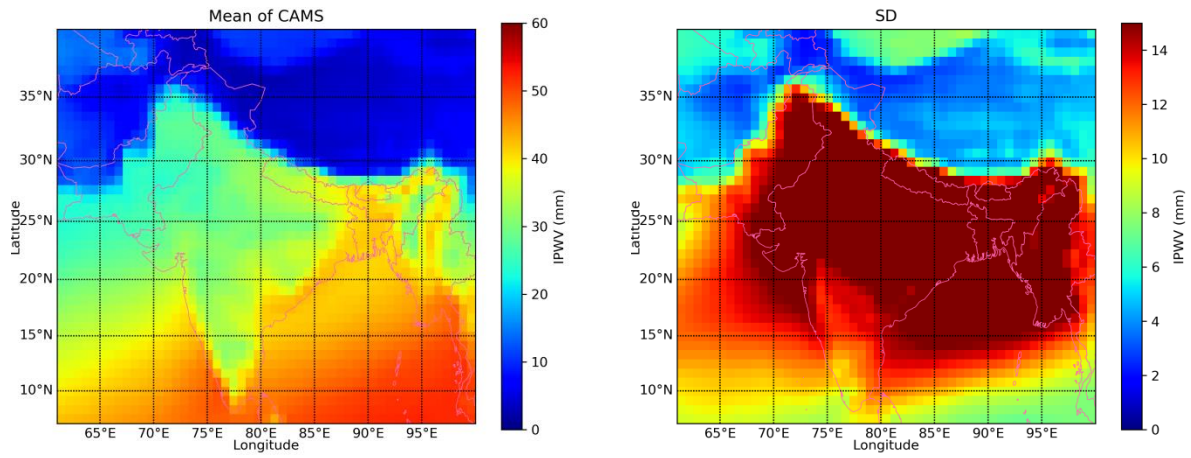 Mean of CAMS
35°N
30°N
25°N
20°N
15°N
10°N
Latitude
65°E 70°E 75°E 80°E 85°E 90°E 95°E
Longitude
60
50
40
30
20
10
0
IPWV (mm)
SD
35°N
30°N
25°N
20°N
15°N
10°N
Latitude
65°E 70°E 75°E 80°E 85°E 90°E 95°E
Longitude
14
12
10
8
6
4
2
0
IPWV (mm)